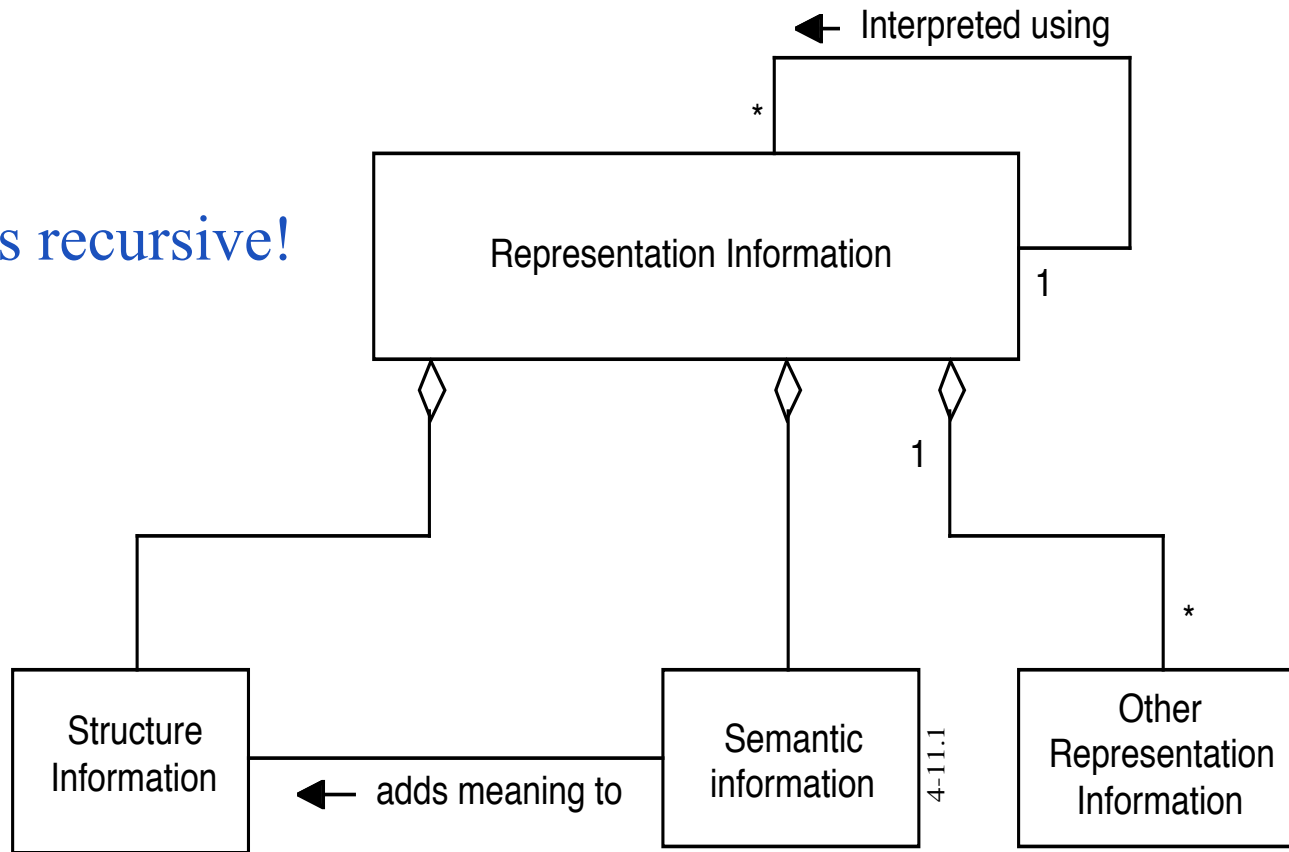 Interpreted using
*
s recursive!
Representation Information
1
1
*
Structure
Information
adds meaning to
Semantic
information
4-11.1
Other
Representation
Information